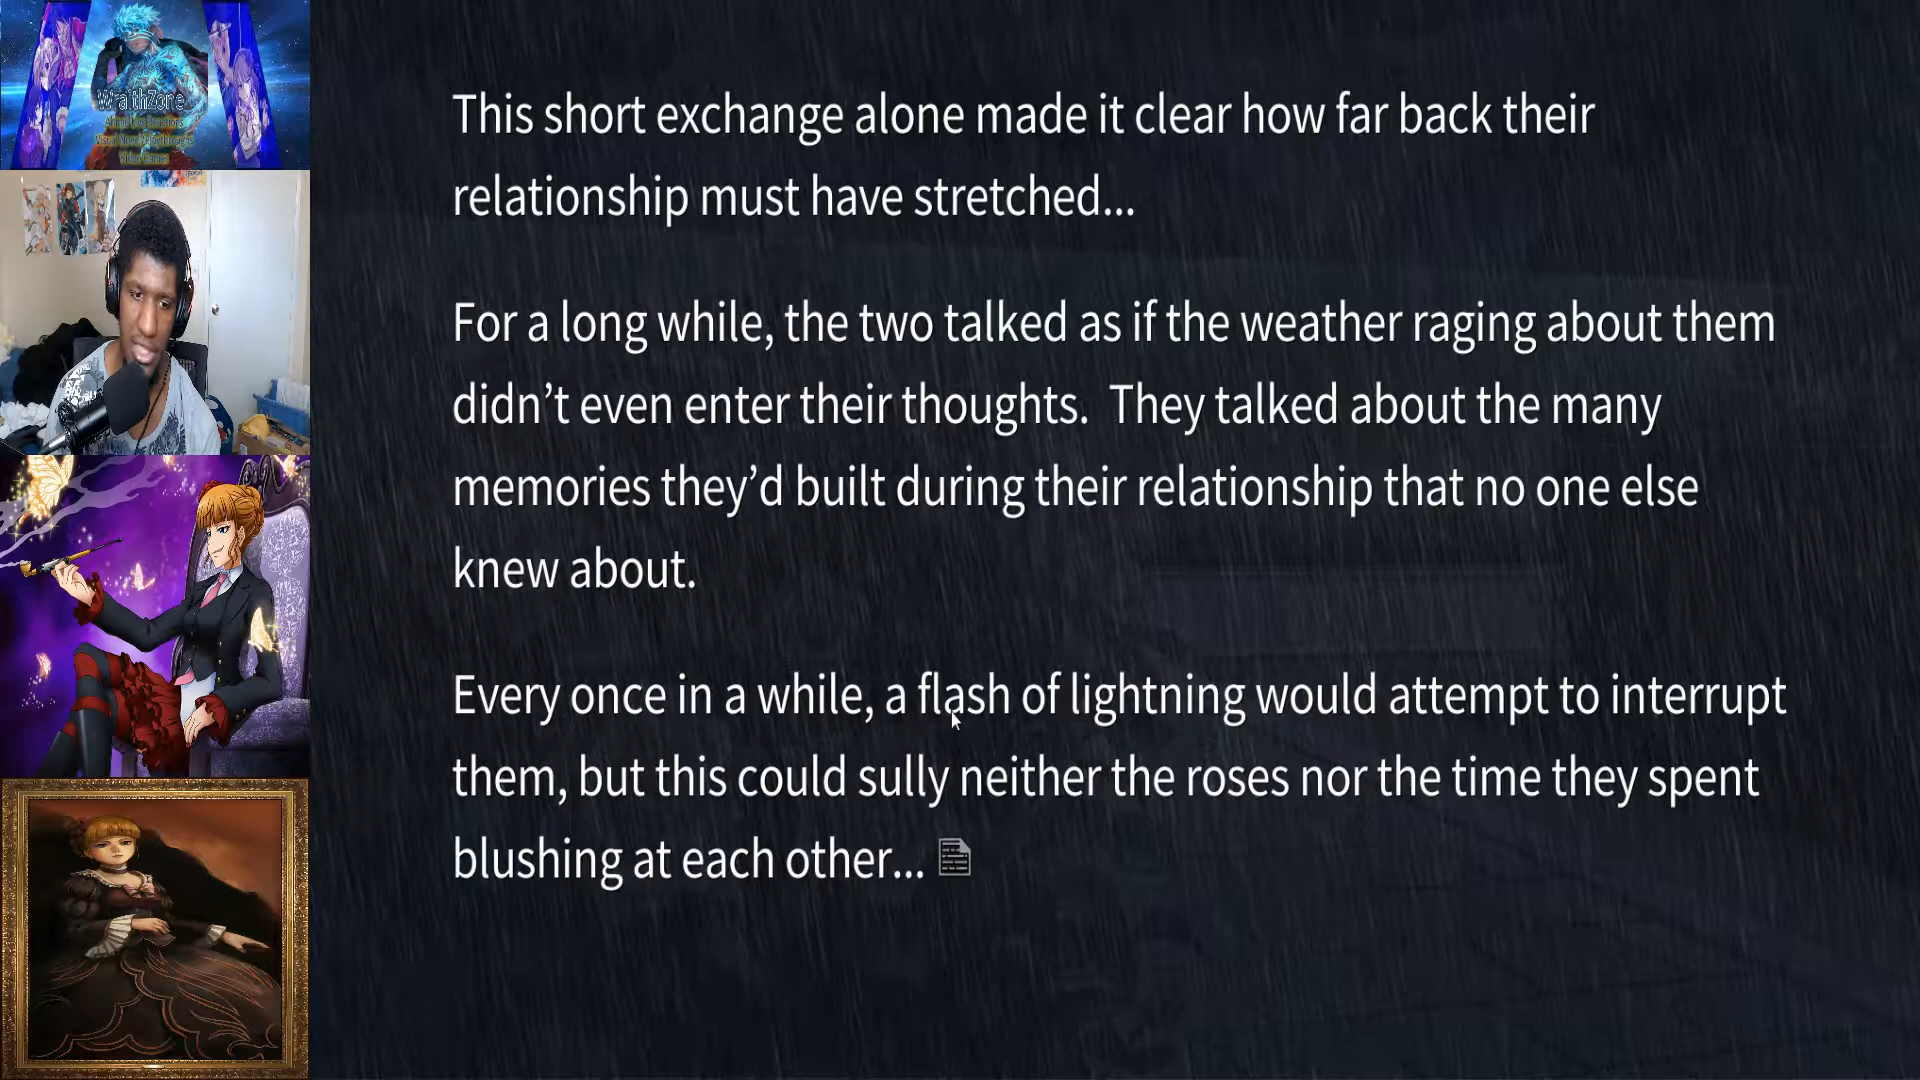 WraithZone
This short exchange alone made it clear how far back their
relationship must have stretched...
For a long while, the two talked as if the weather raging about them
didn’t even enter their thoughts.  They talked about the many
memories they’d built during their relationship that no one else
knew about.
Every once in a while, a flash of lightning would attempt to interrupt
them, but this could sully neither the roses nor the time they spent
blushing at each other...